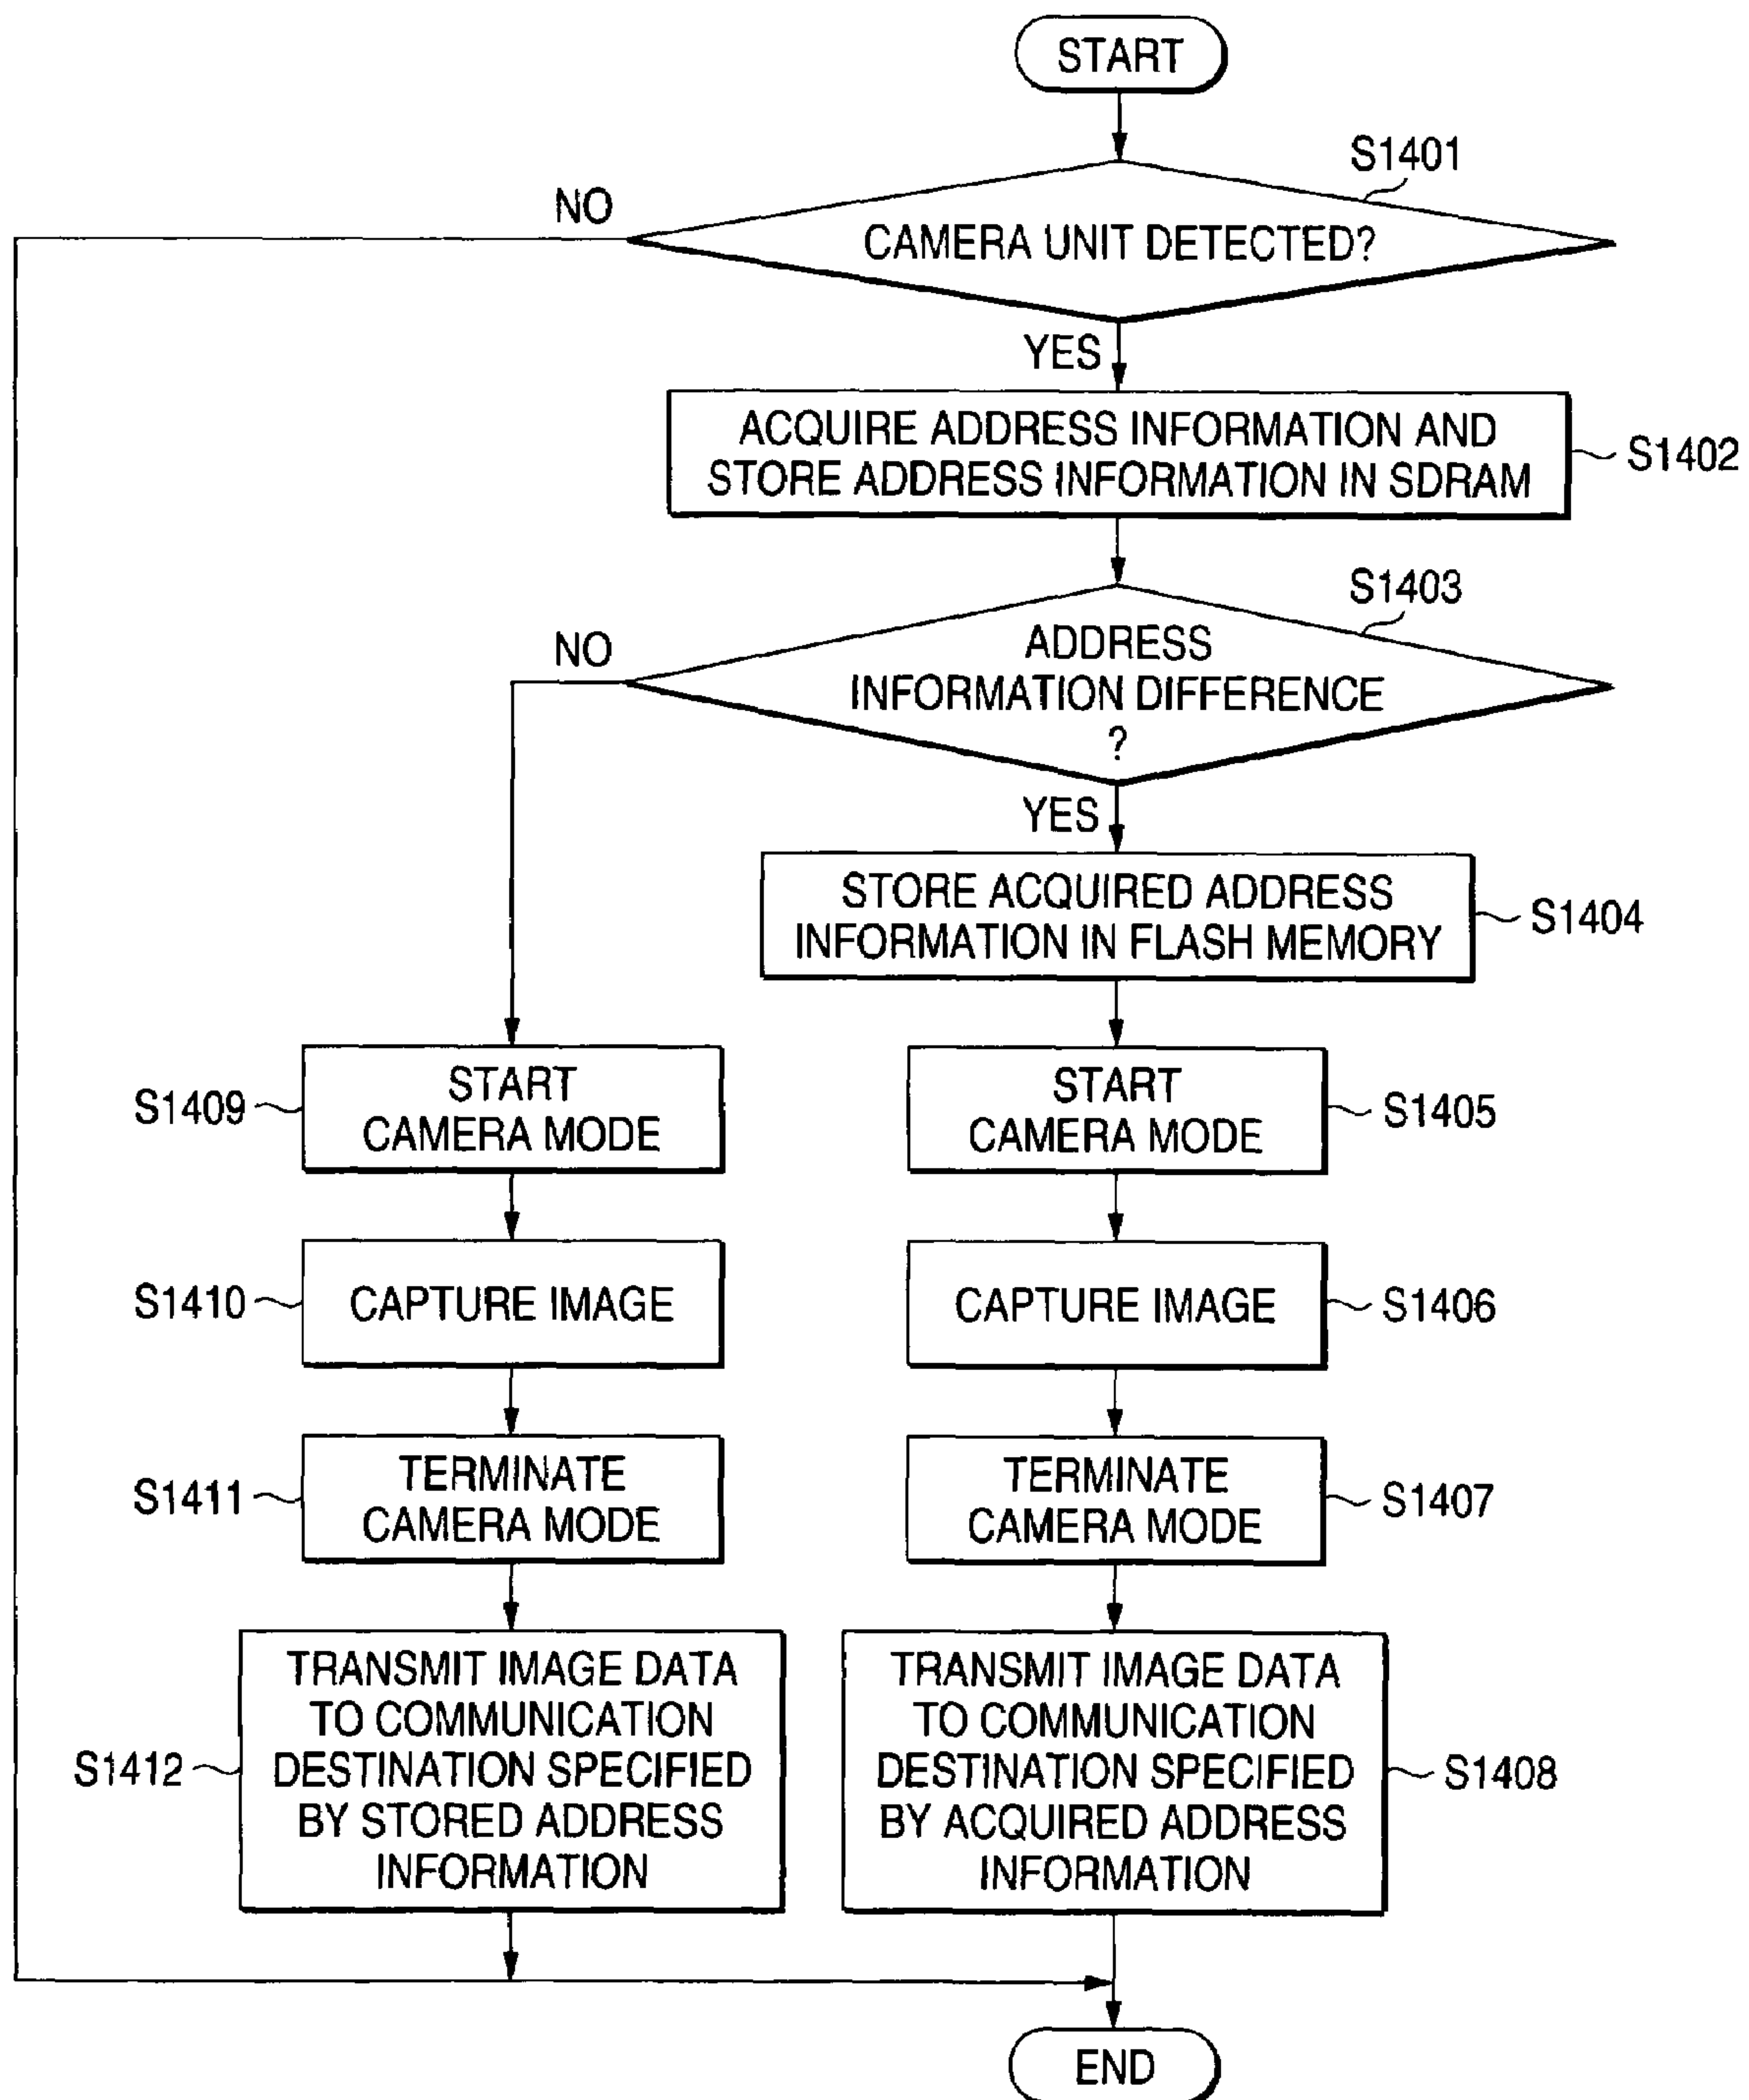 START
S1401
NO
CAMERA UNIT DETECTED?
YES
ACQUIRE ADDRESS INFORMATION AND
STORE ADDRESS INFORMATION IN SDRAM
S1402
S1403
NO
ADDRESS
INFORMATION DIFFERENCE
?
YES
STORE ACQUIRED ADDRESS
INFORMATION IN FLASH MEMORY
S1404
S1409
START
CAMERA MODE
START
CAMERA MODE
S1405
S1410
CAPTURE IMAGE
CAPTURE IMAGE
S1406
S1411
TERMINATE
CAMERA MODE
TERMINATE
CAMERA MODE
S1407
S1412
TRANSMIT IMAGE DATA
TO COMMUNICATION
DESTINATION SPECIFIED
BY STORED ADDRESS
INFORMATION
TRANSMIT IMAGE DATA
TO COMMUNICATION
DESTINATION SPECIFIED
BY ACQUIRED ADDRESS
INFORMATION
S1408
END